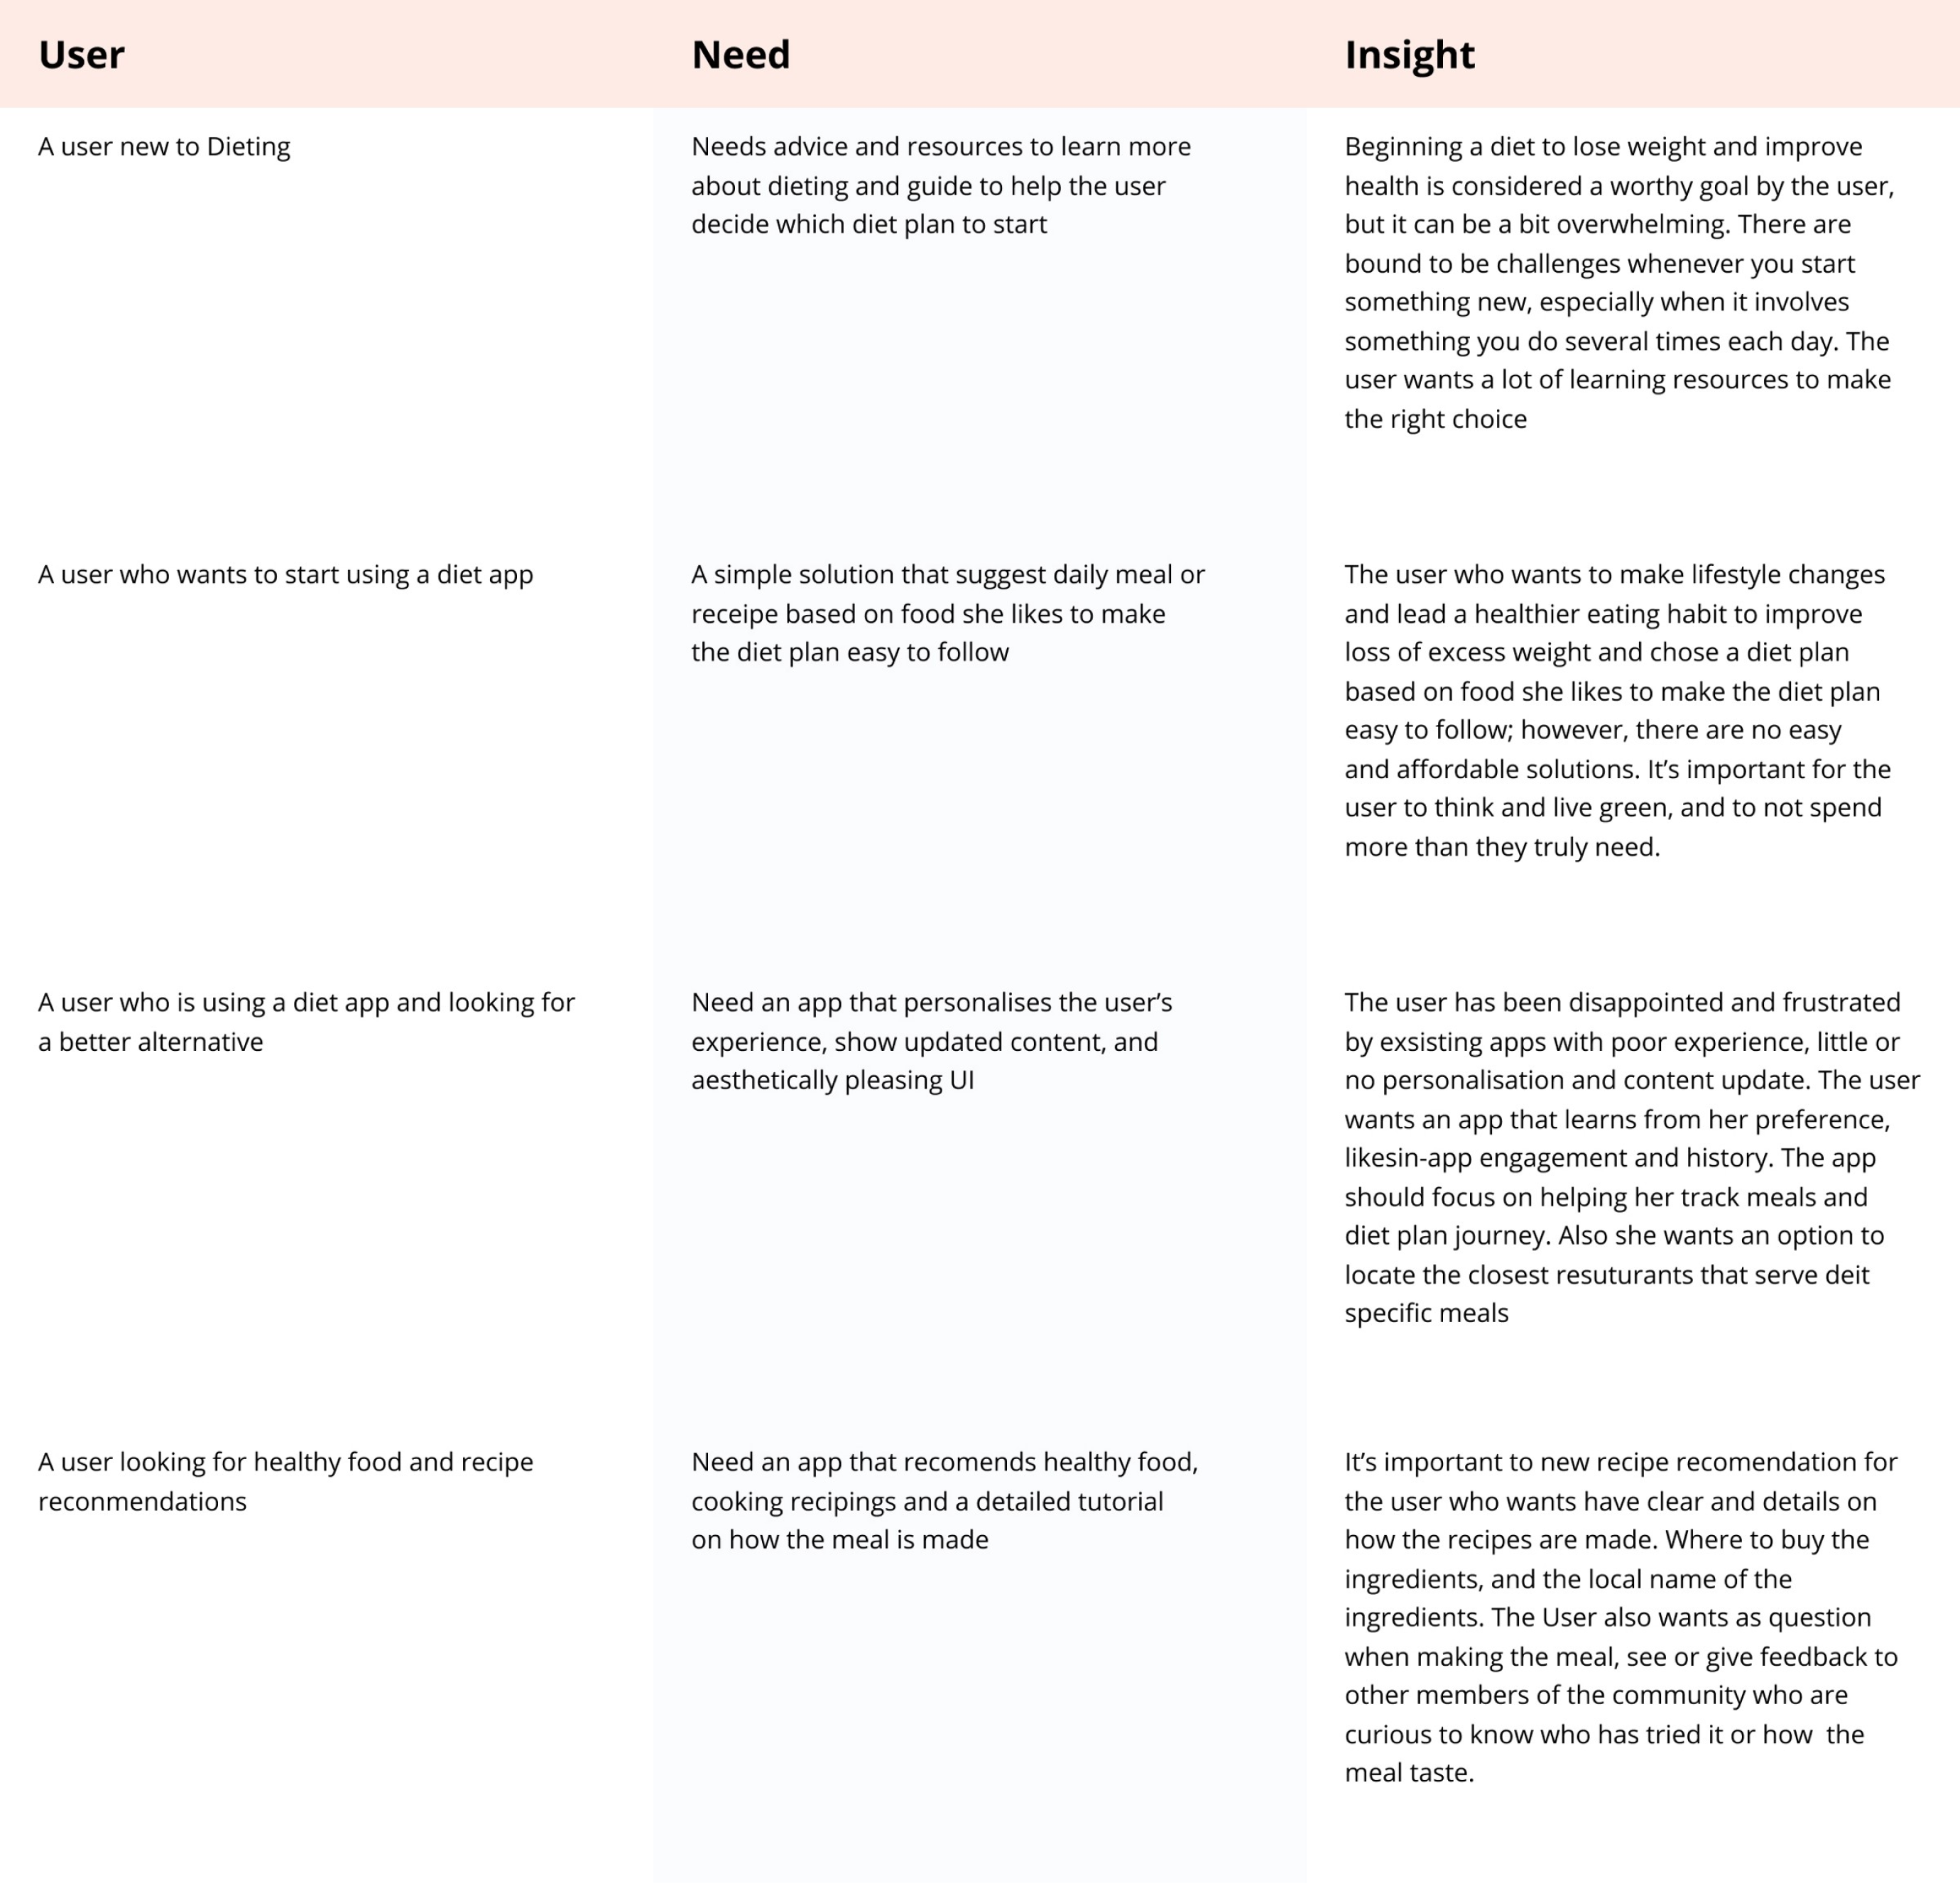 User
Need
Insight
A user new to Dieting
Needs advice and resources to learn more
about dieting and guide to help the user
decide which diet plan to start
Beginning a diet to lose weight and improve
health is considered a worthy goal by the user,
but it can be a bit overwhelming. There are
bound to be challenges whenever you start
something new, especially when it involves
something you do several times each day. The
user wants a lot of learning resources to make
the right choice
A user who wants to start using a diet app
A simple solution that suggest daily meal or
receipe based on food she likes to make
the diet plan easy to follow
The user who wants to make lifestyle changes
and lead a healthier eating habit to improve
loss of excess weight and chose a diet plan
based on food she likes to make the diet plan
easy to follow; however, there are no easy
and affordable solutions. It’s important for the
user to think and live green, and to not spend
more than they truly need.
A user who is using a diet app and looking for
a better alternative
Need an app that personalises the user’s
experience, show updated content, and
aesthetically pleasing UI
The user has been disappointed and frustrated
by exsisting apps with poor experience, little or
no personalisation and content update. The user
wants an app that learns from her preference,
likesin-app engagement and history. The app
should focus on helping her track meals and
diet plan journey. Also she wants an option to
locate the closest resuturants that serve deit
specific meals
A user looking for healthy food and recipe
reconmendations
Need an app that recomends healthy food,
cooking recipings and a detailed tutorial
on how the meal is made
It’s important to new recipe recomendation for
the user who wants have clear and details on
how the recipes are made. Where to buy the
ingredients, and the local name of the
ingredients. The User also wants as question
when making the meal, see or give feedback to
other members of the community who are
curious to know who has tried it or how  the
meal taste.